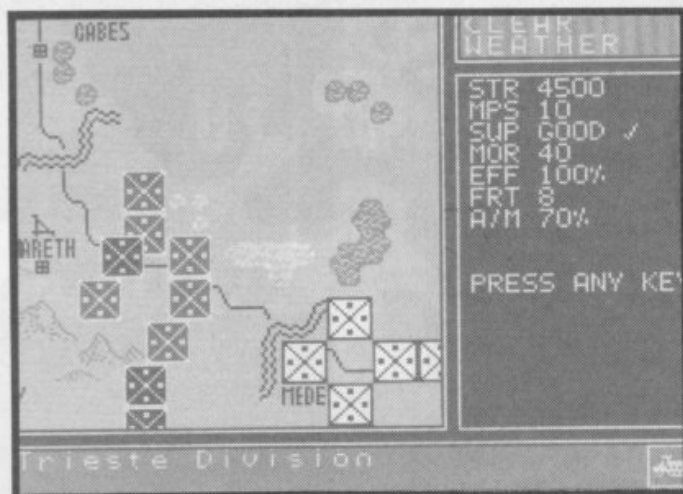 GABES
CLEAR
WEATHER
STR 4500
MPS 10
SUP GOOD ✓
MOR 40
EFF 100%
FRT 8
A/M 70%
ARETH
PRESS ANY KEY
MEDE
Trieste Division